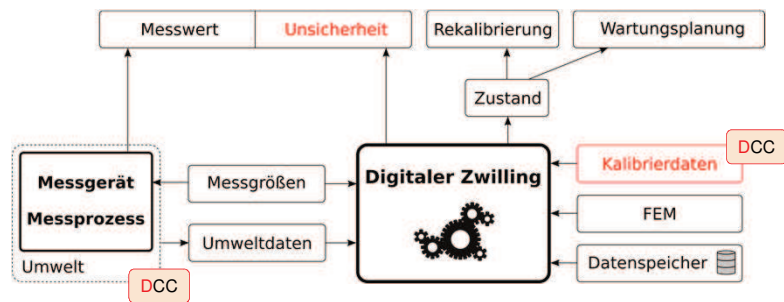 Messwert
Unsicherheit
Rekalibrierung
Wartungsplanung
Zustand
DCC
Messgerät
Messprozess
Messgrößen
Digitaler Zwilling
Kalibrierdaten
FEM
Umweltdaten
Datenspeicher
Umwelt
DCC